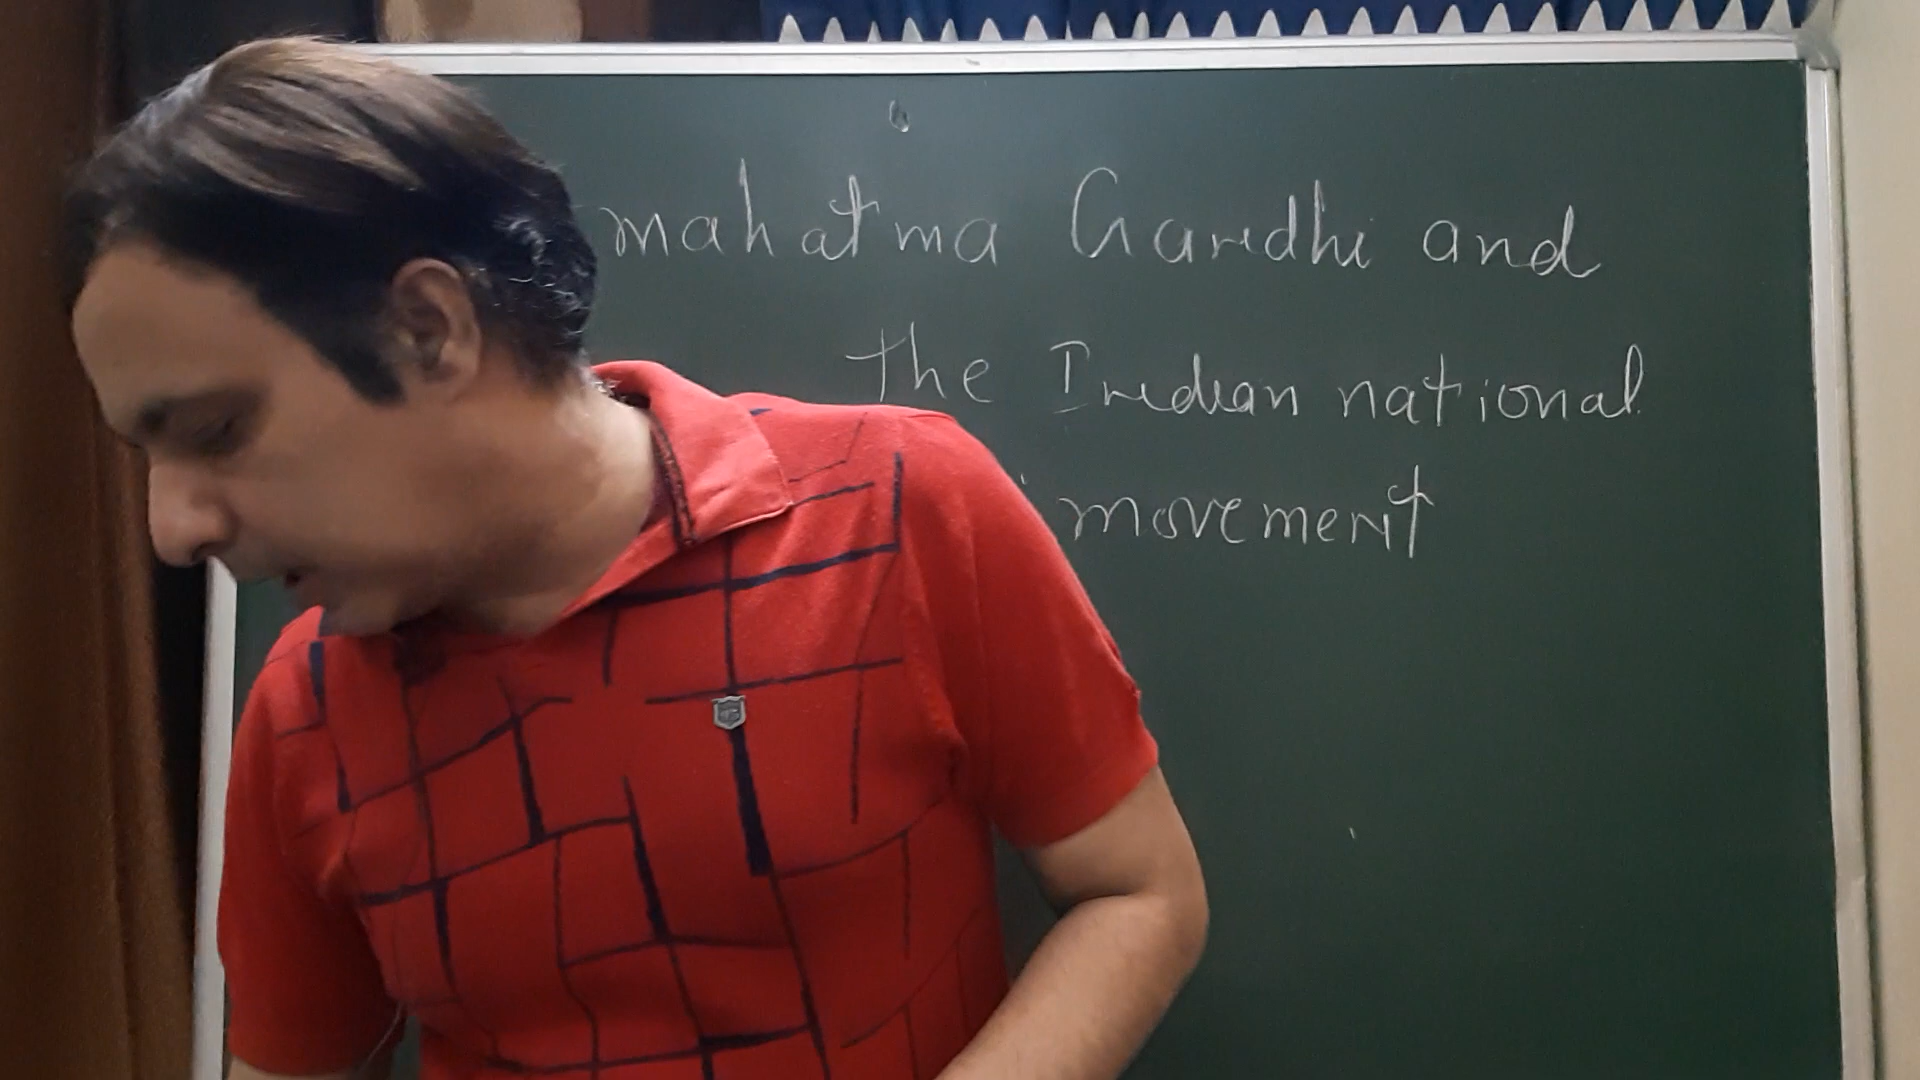 mahatma Gandhi and
the Indian national
movement